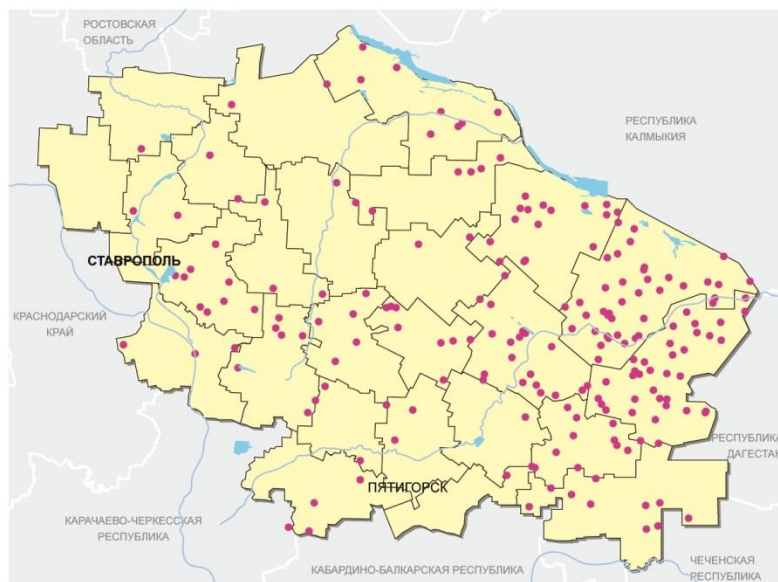 РОСТОВСКАЯ
ОБЛАСТЬ
РЕСПУБЛИКА
КАЛМЫКИЯ
СТАВРОПОЛЬ
КРАСНОДАРСКИЙ
КРАЙ
РЕСПУБЛИКА
ДАГЕСТАН
ПЯТИГОРСК
КАРАЧАЕВО-ЧЕРКЕССКАЯ
РЕСПУБЛИКА
КАБАРДИНО-БАЛКАРСКАЯ РЕСПУБЛИКА
ЧЕЧЕНСКАЯ
РЕСПУБЛИКА